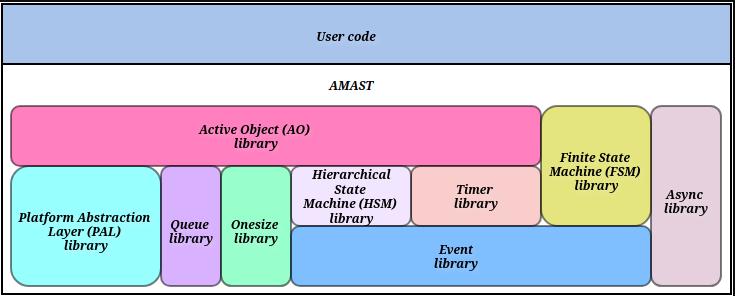 User code
AMAST
Active Object (AO)
library
Finite State
Machine (FSM)
library
Async
library
Platform Abstraction
Layer (PAL)
library
Queue
library
Onesize
library
Hierarchical
State
Machine (HSM)
library
Timer
library
Event
library